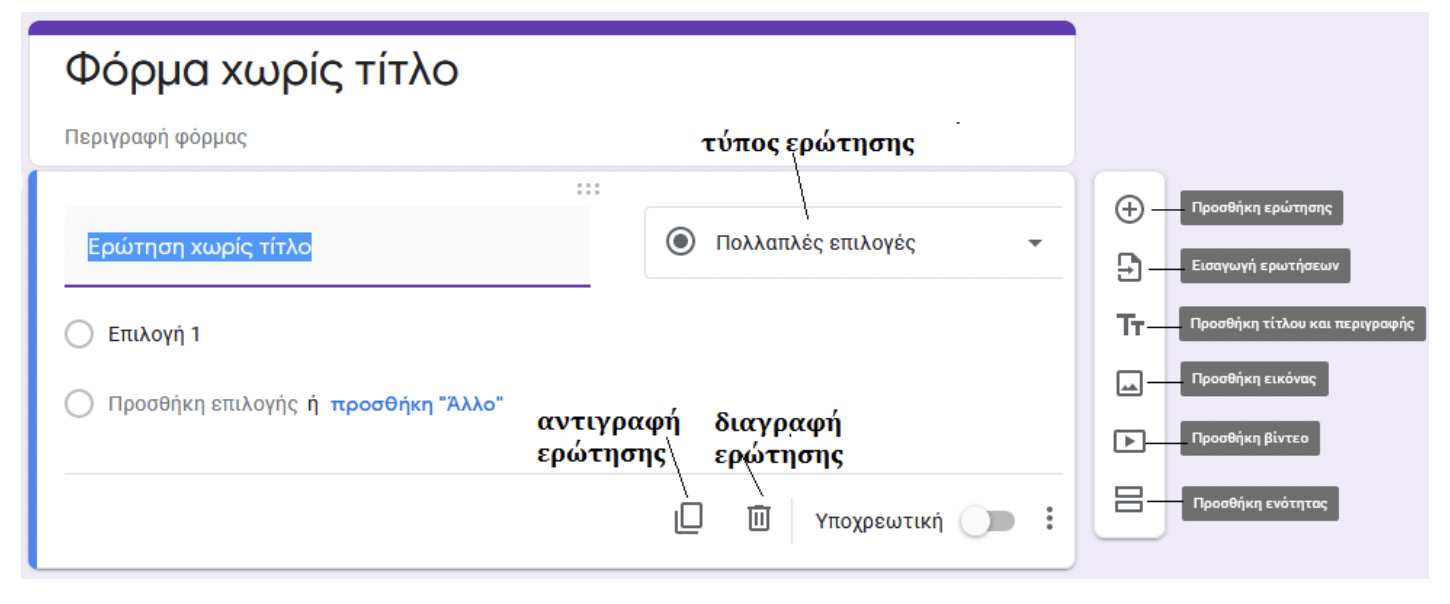 Φόρμα χωρίς τίτλο
Περιγραφή φόρμας
τύπος ερώτησης
Ερώτηση χωρίς τίτλο
Πολλαπλές επιλογές
Επιλογή 1
Προσθήκη επιλογής ή προσθήκη "Άλλο"
αντιγραφή
ερώτησης
διαγραφή
ερώτησης
Υποχρεωτική
Προσθήκη ερώτησης
Εισαγωγή ερωτήσεων
Tт Προσθήκη τίτλου και περιγραφής
Προσθήκη εικόνας
Προσθήκη βίντεο
Προσθήκη ενότητας